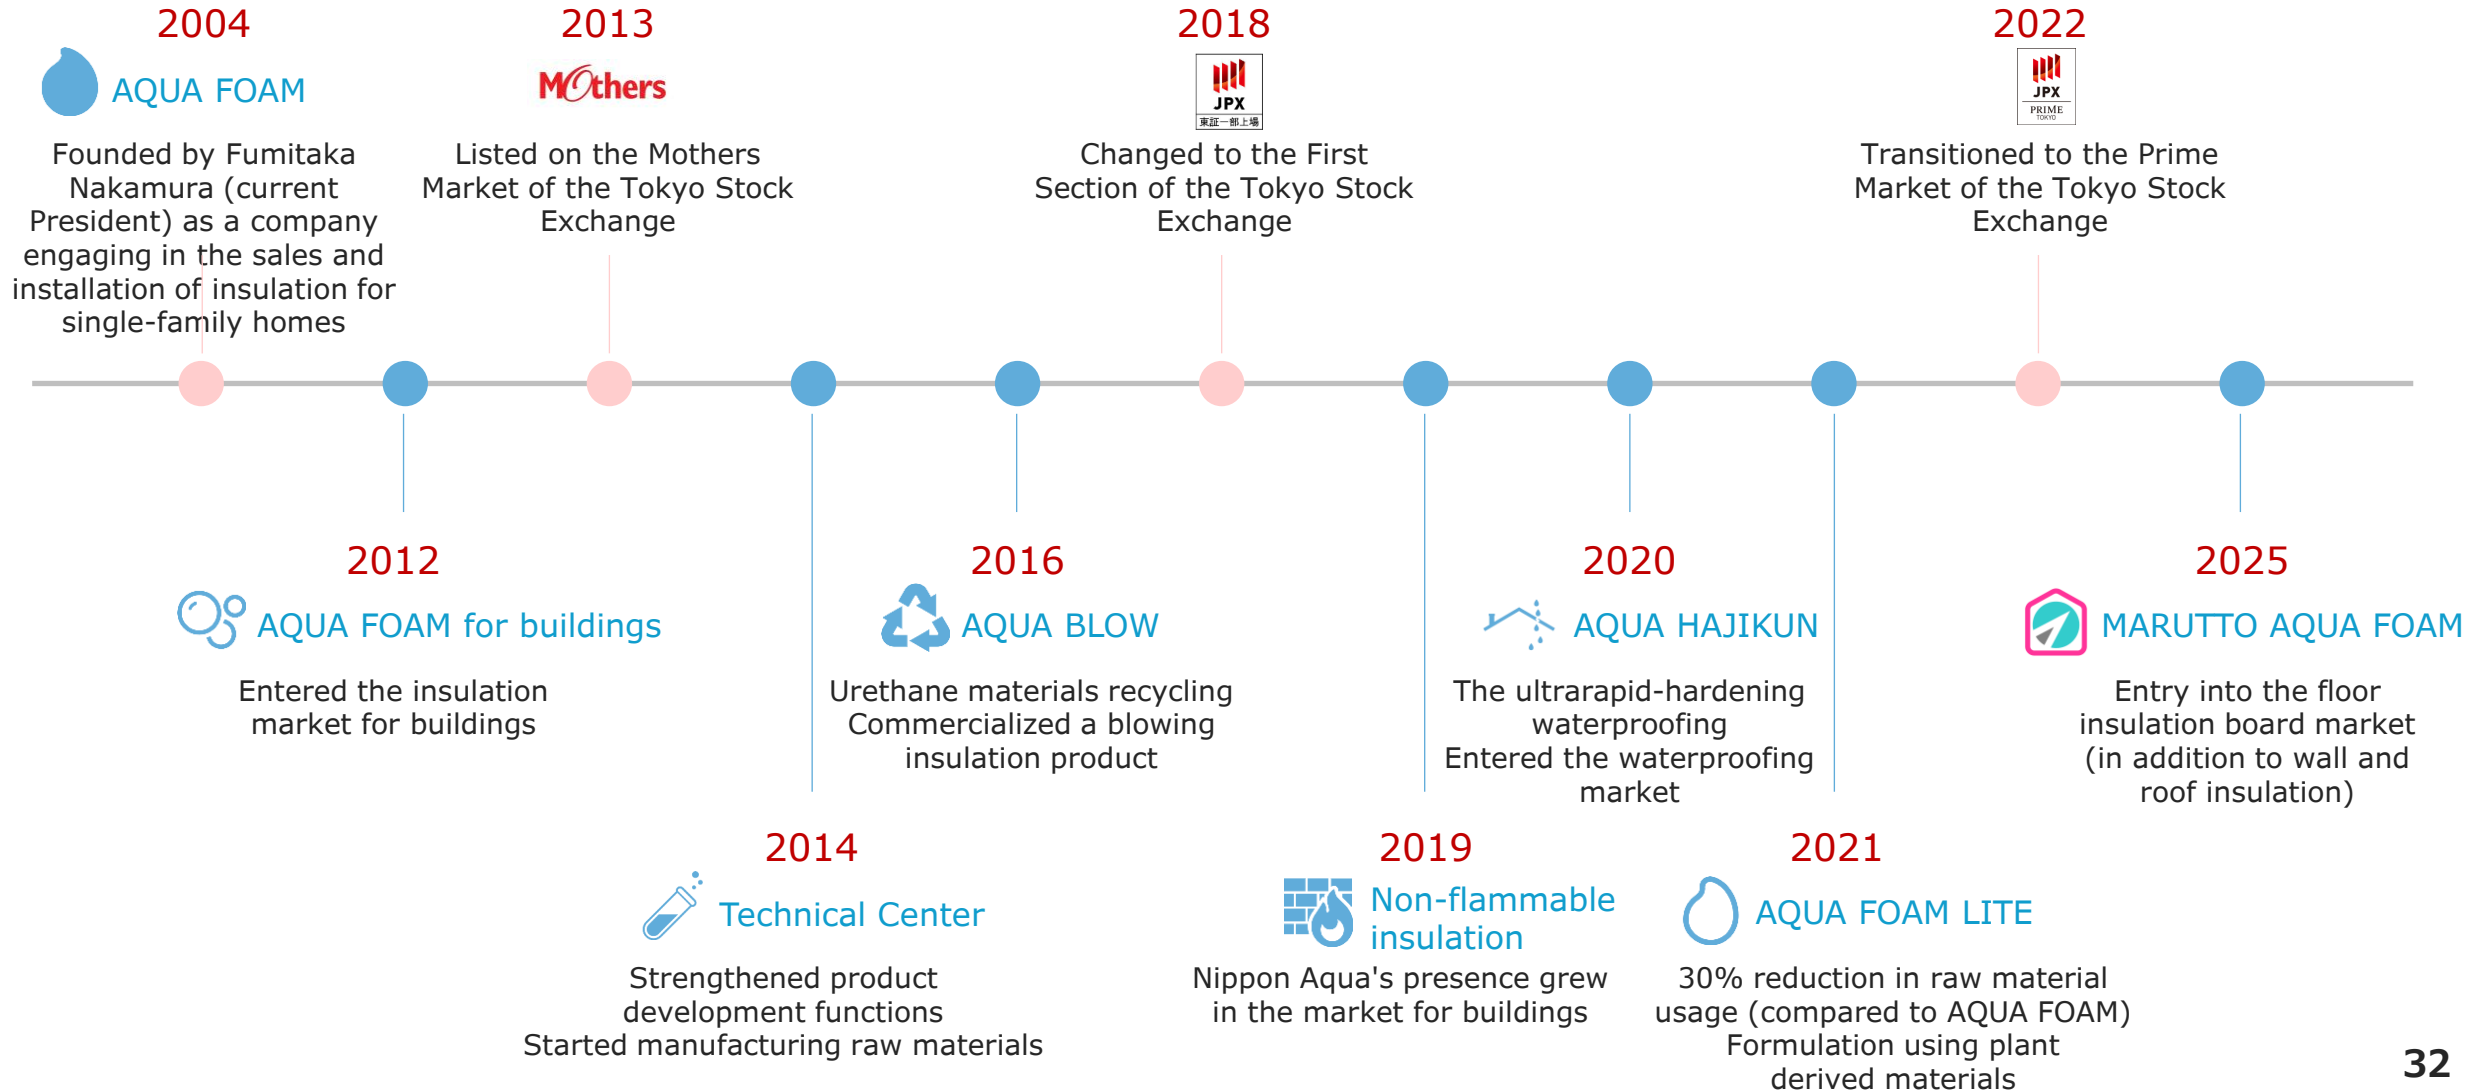 2004
AQUA FOAM
Founded by Fumitaka
Nakamura (current
President) as a company
engaging in the sales and
installation of insulation for
single-family homes
2013
Mothers
Listed on the Mothers
Market of the Tokyo Stock
Exchange
2018
JPX
東証一部上場
Changed to the First
Section of the Tokyo Stock
Exchange
2022
JPX
PRIME
TOKYO
Transitioned to the Prime
Market of the Tokyo Stock
Exchange
2012
AQUA FOAM for buildings
Entered the insulation
market for buildings
2016
AQUA BLOW
Urethane materials recycling
Commercialized a blowing
insulation product
2020
AQUA HAJIKUN
The ultrarapid-hardening
waterproofing
Entered the waterproofing
market
2025
MARUTTO AQUA FOAM
Entry into the floor
insulation board market
(in addition to wall and
roof insulation)
2014
Technical Center
Strengthened product
development functions
Started manufacturing raw materials
2019
Non-flammable
insulation
Nippon Aqua's presence grew
in the market for buildings
2021
AQUA FOAM LITE
30% reduction in raw material
usage (compared to AQUA FOAM)
Formulation using plant
derived materials
32